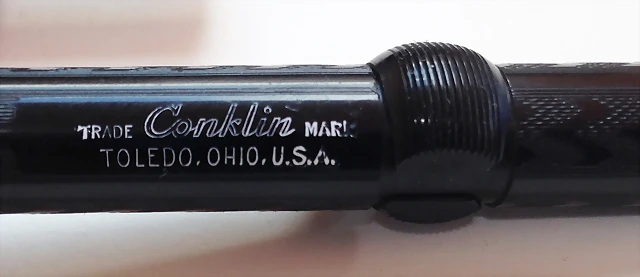 TRADE Conklin MARK
TOLEDO, OHIO, U.S.A.